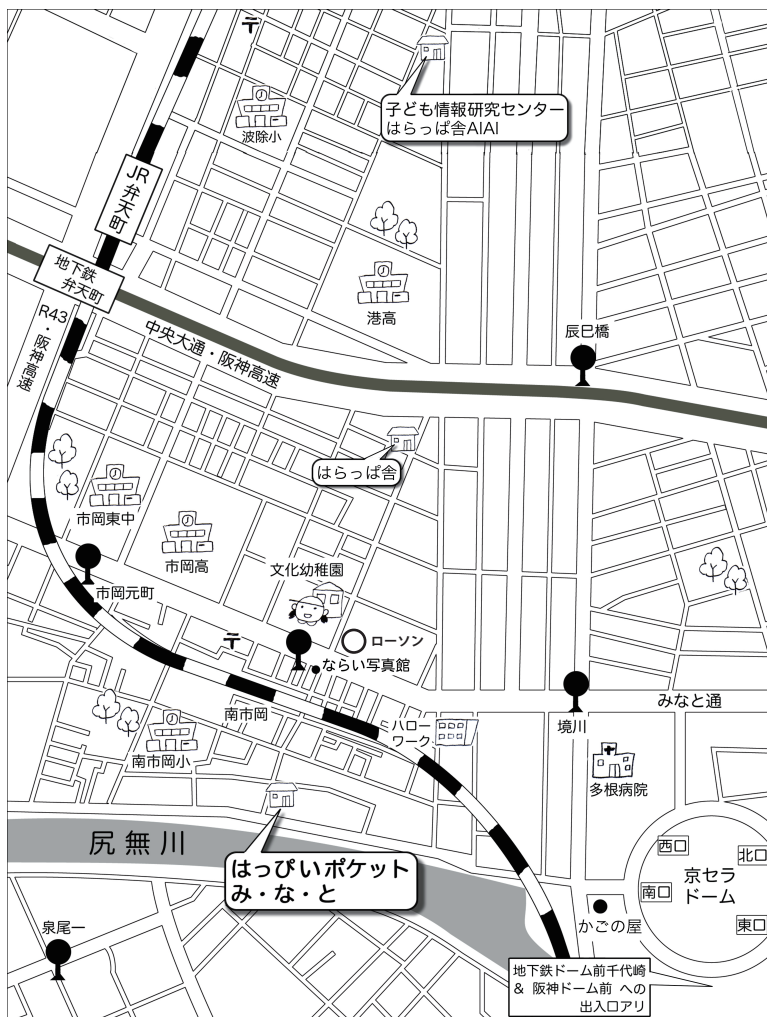 〒
子ども情報研究センター
はらっぱ舎AIAI
波除小
JR
弁天町
地下鉄
弁天町
港高
R43・阪神高速
中央大通・阪神高速
辰巳橋
はらっぱ舎
市岡東中
市岡高
文化幼稚園
市岡元町
〒
ローソン
ならい写真館
南市岡
ハロー
ワーク
みなと通
境川
南市岡小
多根病院
尻無川
はっぴいポケット
み・な・と
西口
北口
京セラ
ドーム
南口
東口
かごの屋
泉尾一
地下鉄ドーム前千代崎
& 阪神ドーム前 への
出入口アリ